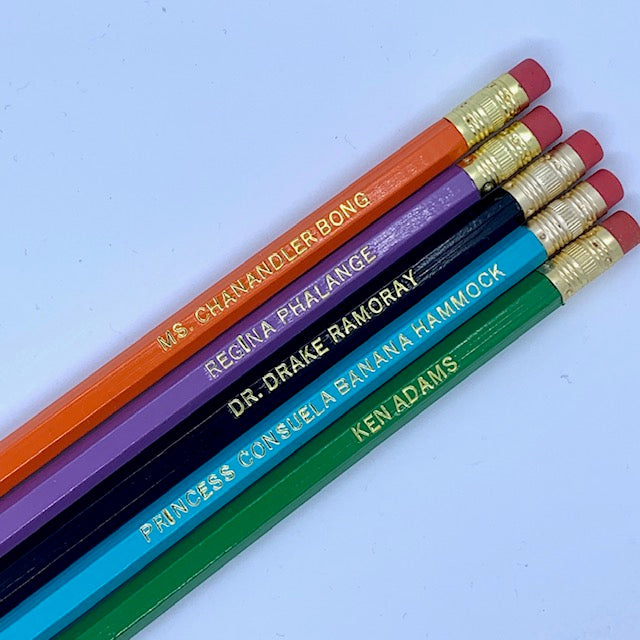 MS. CHANANDLER BONG
REGINA PHALANGE
DR. DRAKE RAMORAY
PRINCESS CONSUELA BANANA HAMMOCK
KEN ADAMS